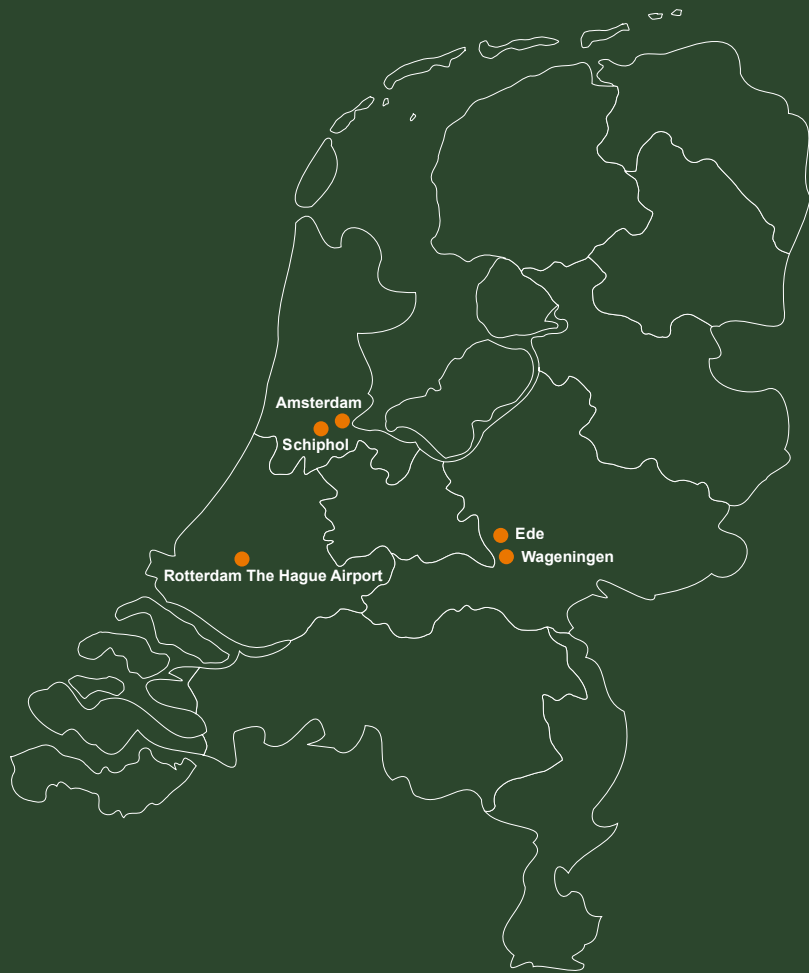 Amsterdam
Schiphol
Ede
Wageningen
Rotterdam The Hague Airport